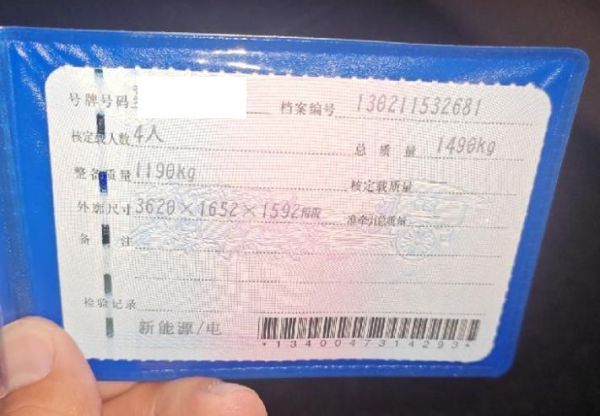 号牌号码 档案编号 130211532681
核定载人数 4人 总质量 1490kg
整备质量 1190kg 核定载质量
外廓尺寸 3620×1652×1592mm 准牵引总质量
备注
检验记录
新能源/电
*1340047314293*